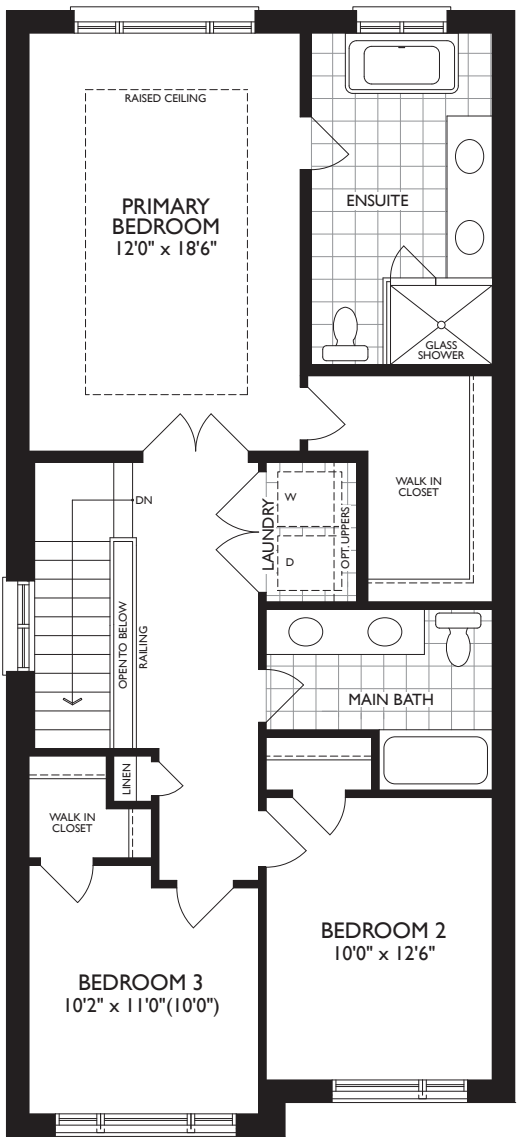 RAISED CEILING
PRIMARY
BEDROOM
12'0" x 18'6"
ENSUITE
GLASS
SHOWER
WALK IN
CLOSET
DN
W
D
LAUNDRY
OPT. UPPERS
OPEN TO BELOW
RAILING
MAIN BATH
LINEN
WALK IN
CLOSET
BEDROOM 2
10'0" x 12'6"
BEDROOM 3
10'2" x 11'0"(10'0")